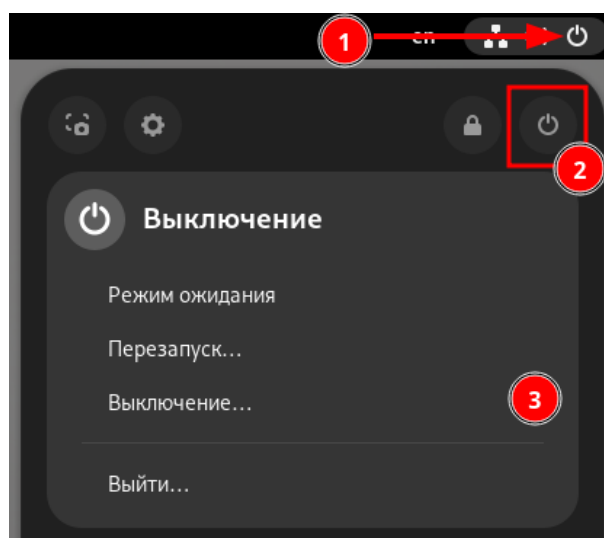 1
en
2
Выключение
Режим ожидания
Перезапуск...
Выключение...
3
Выйти...